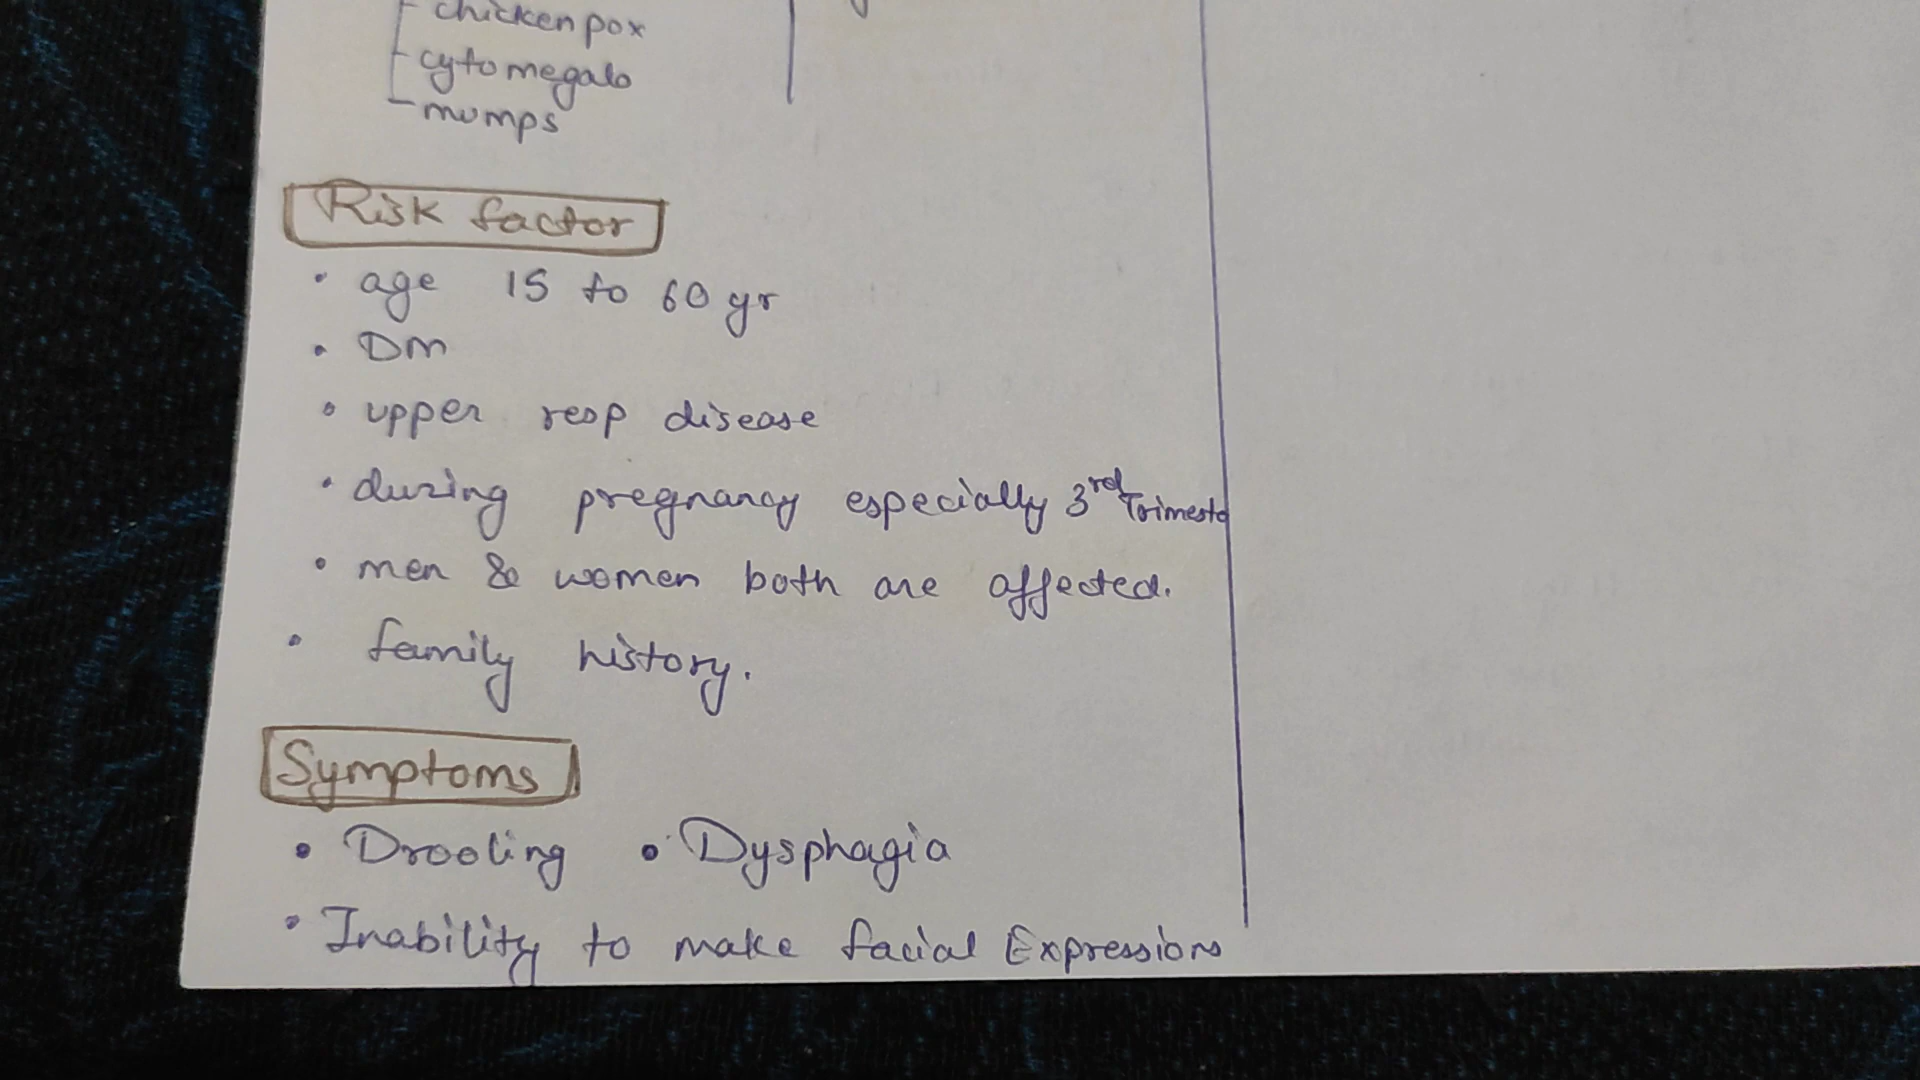 chicken pox
cytomegalo
mumps
Risk factor
• age 15 to 60 yr
• DM
• upper resp disease
• during pregnancy especially 3rd Trimeste
• men & women both are affected.
• family history.
Symptoms
• Drooling • Dysphagia
• Inability to make facial Expressions